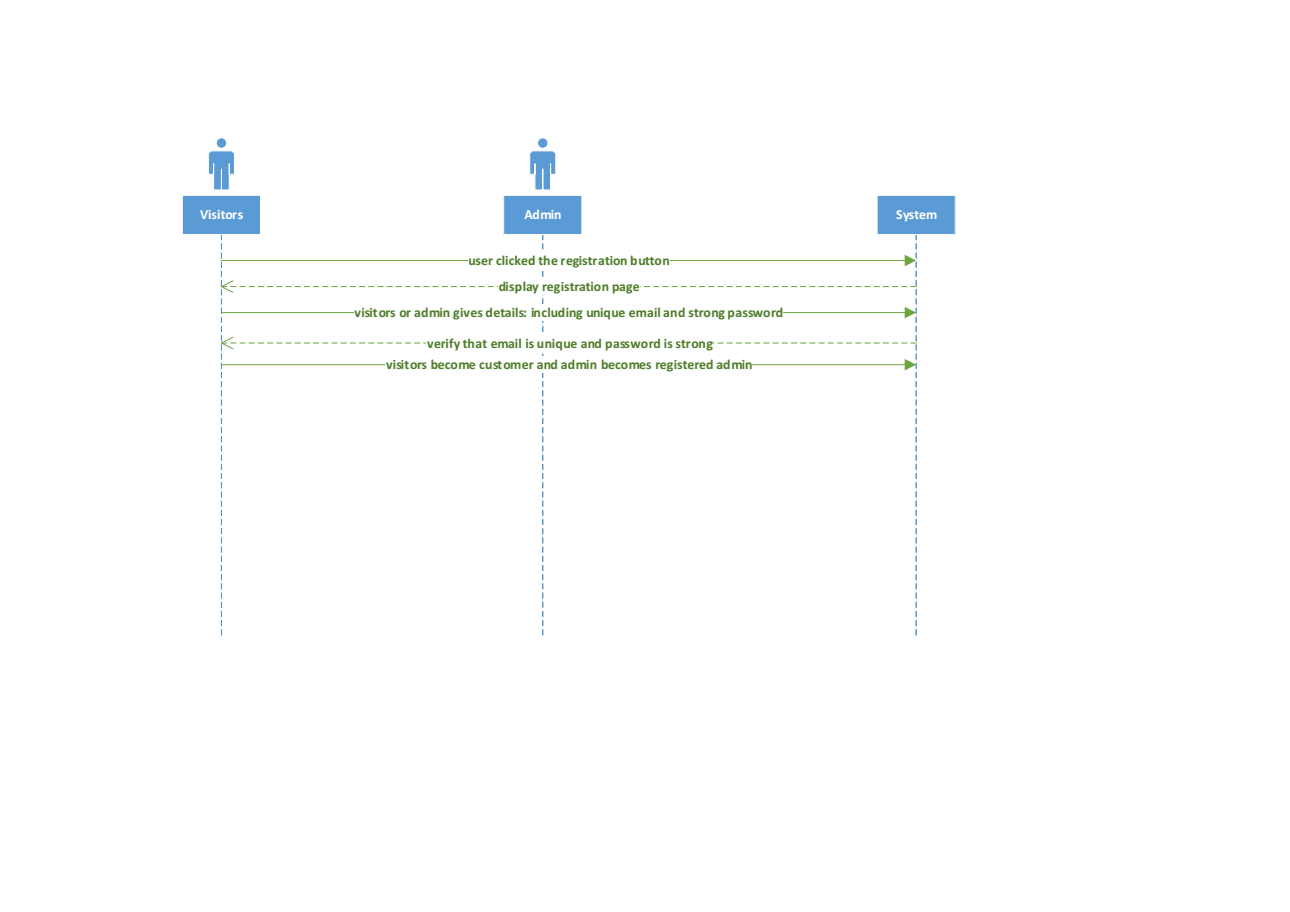 Visitors
Admin
System
user clicked the registration button
display registration page
visitors or admin gives details: including unique email and strong password
verify that email is unique and password is strong
visitors become customer and admin becomes registered admin